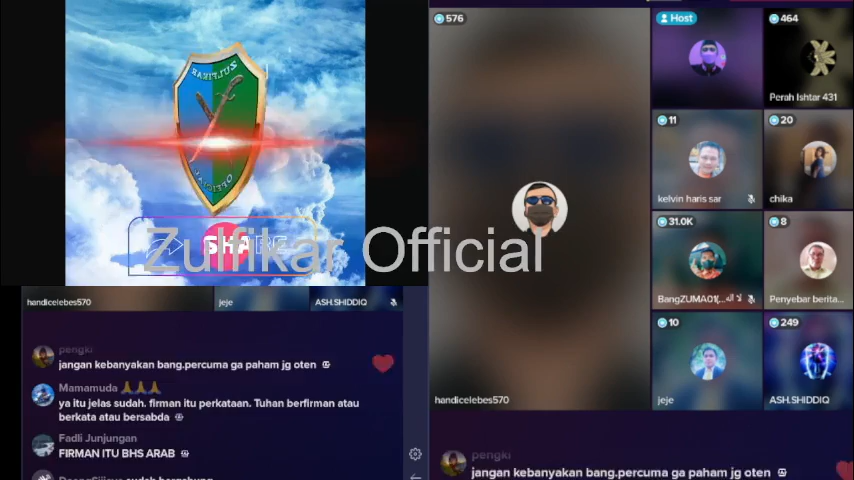 ZULFIKAR
OFFICIAL
SHARE
Zulfikar Official
handicelebes570
jeje
ASH.SHIDDIQ
pengki
jangan kebanyakan bang.percuma ga paham jg oten
Mamamuda 🙏🙏🙏
ya itu jelas sudah. firman itu perkataan. Tuhan berfirman atau
berkata atau bersabda
Fadli Junjungan
FIRMAN ITU BHS ARAB
576
Host
464
Perah Ishtar 431
11
kelvin haris sar
20
chika
31.0K
BangZUMA01(...
8
Penyebar berita...
10
jeje
249
ASH.SHIDDIQ
handicelebes570
pengki
jangan kebanyakan bang.percuma ga paham jg oten